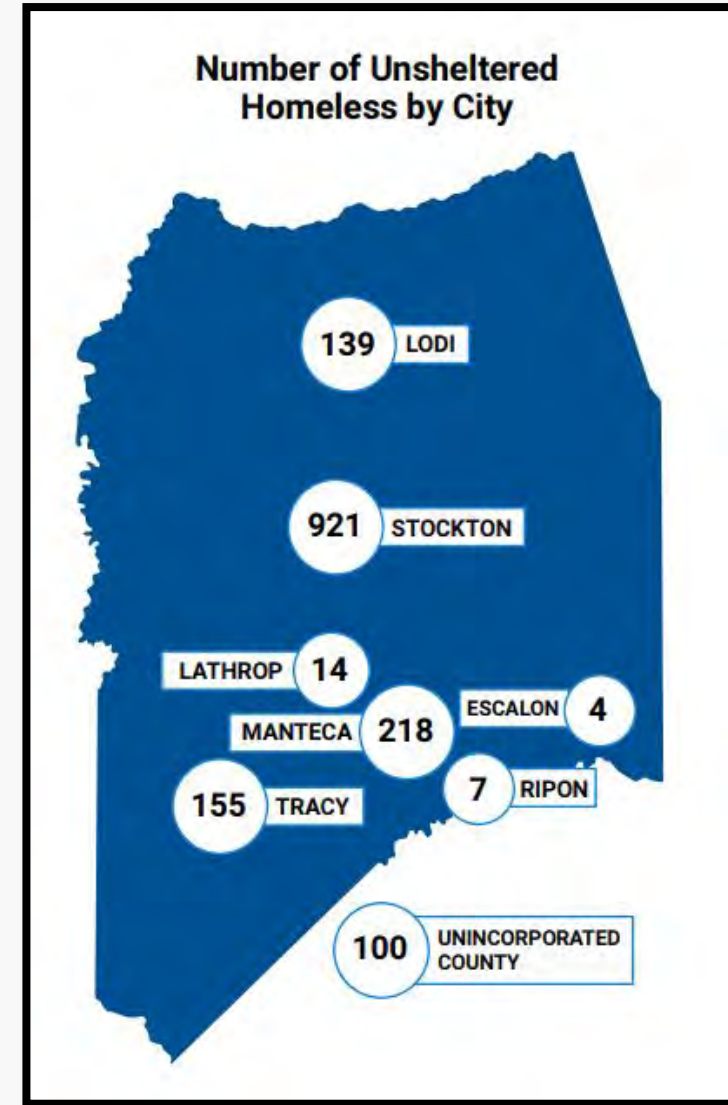 Number of Unsheltered
Homeless by City
139 LODI
921 STOCKTON
LATHROP 14
MANTECA 218
ESCALON 4
155 TRACY
7 RIPON
100 UNINCORPORATED
COUNTY